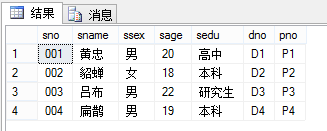 结果 消息
sno sname ssex sage sedu dno pno
1 001 黄忠 男 20 高中 D1 P1
2 002 貂蝉 女 18 本科 D2 P2
3 003 吕布 男 22 研究生 D3 P3
4 004 扁鹊 男 19 本科 D4 P4